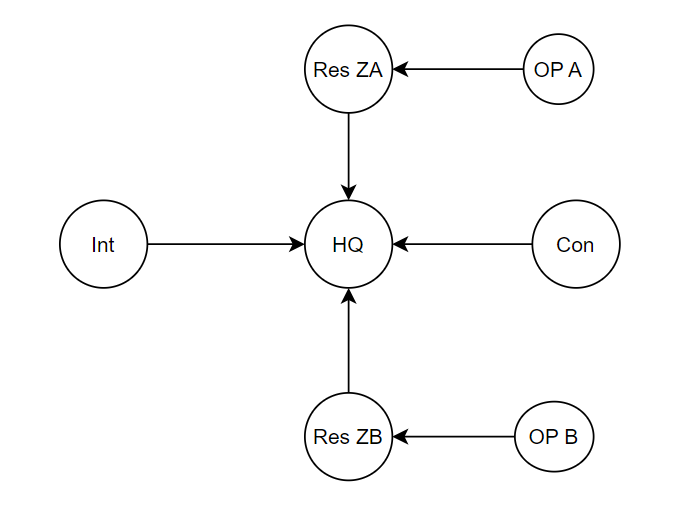 Res ZA
OP A
Int
HQ
Con
Res ZB
OP B